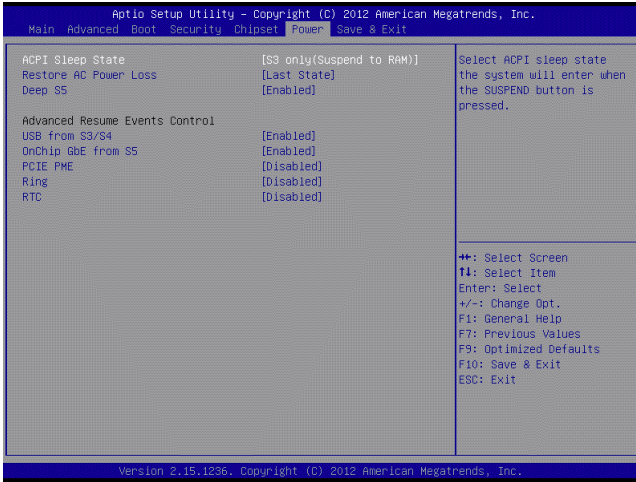 Aptio Setup Utility – Copyright (C) 2012 American Megatrends, Inc.
Main Advanced Boot Security Chipset Power Save & Exit
ACPI Sleep State [S3 only(Suspend to RAM)]
Restore AC Power Loss [Last State]
Deep S5 [Enabled]
Advanced Resume Events Control
USB from S3/S4 [Enabled]
OnChip GbE from S5 [Enabled]
PCIE PME [Disabled]
Ring [Disabled]
RTC [Disabled]
Select ACPI sleep state
the system will enter when
the SUSPEND button is
pressed.
→←: Select Screen
↑↓: Select Item
Enter: Select
+/-: Change Opt.
F1: General Help
F7: Previous Values
F9: Optimized Defaults
F10: Save & Exit
ESC: Exit
Version 2.15.1236. Copyright (C) 2012 American Megatrends, Inc.